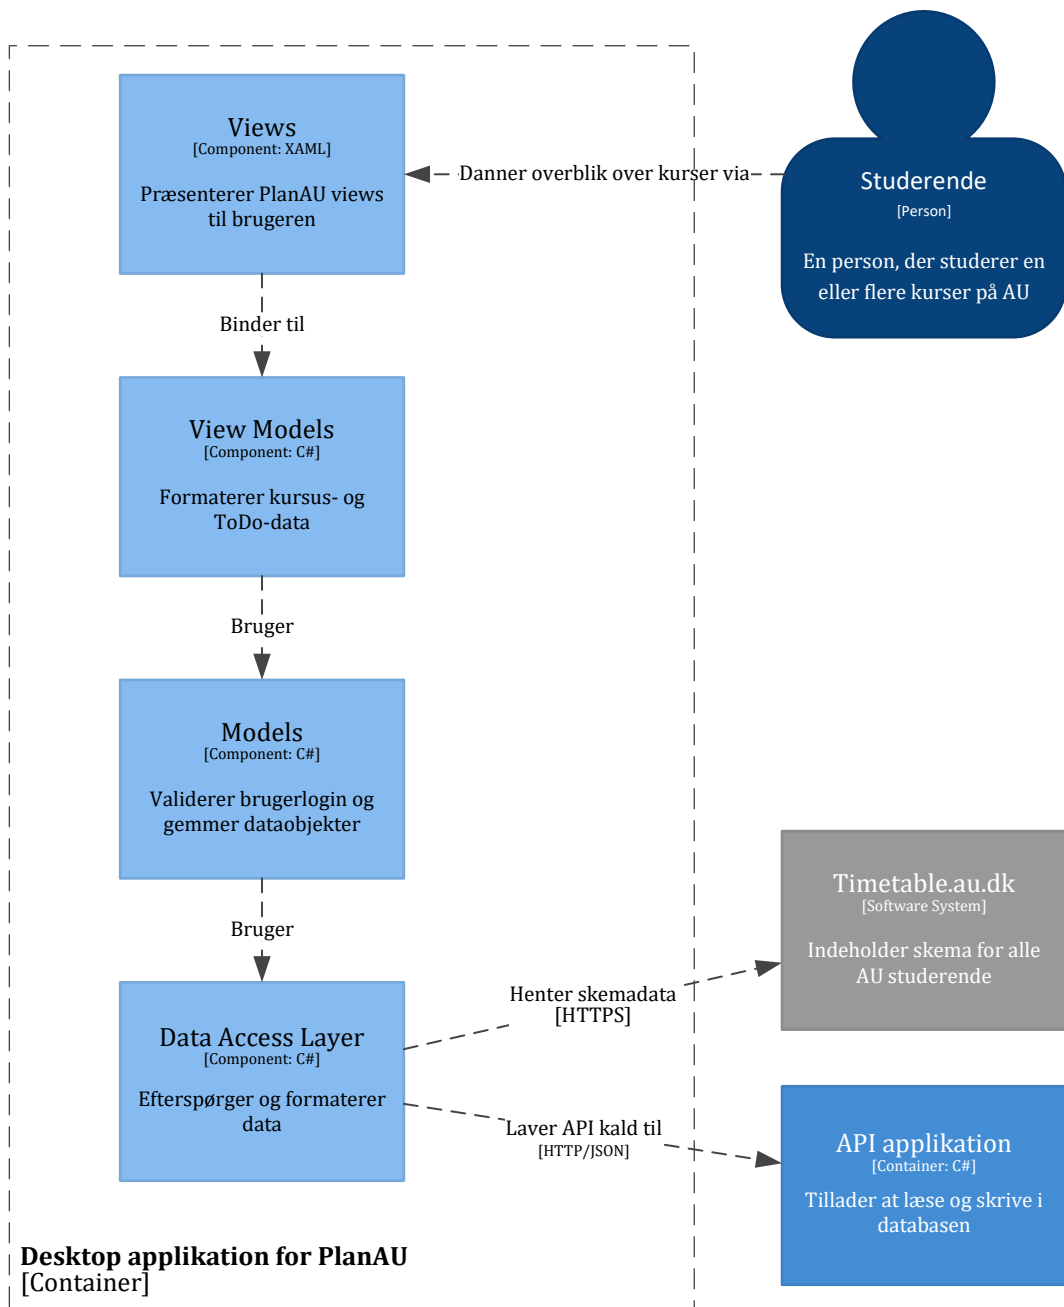 Views
[Component: XAML]
Præsenterer PlanAU views
til brugeren
Danner overblik over kurser via
Studerende
[Person]
En person, der studerer en
eller flere kurser på AU
Binder til
View Models
[Component: C#]
Formaterer kursus- og
ToDo-data
Bruger
Models
[Component: C#]
Validerer brugerlogin og
gemmer dataobjekter
Bruger
Timetable.au.dk
[Software System]
Indeholder skema for alle
AU studerende
Henter skemadata
[HTTPS]
Data Access Layer
[Component: C#]
Efterspørger og formaterer
data
Laver API kald til
[HTTP/JSON]
API applikation
[Container: C#]
Tillader at læse og skrive i
databasen
Desktop applikation for PlanAU
[Container]